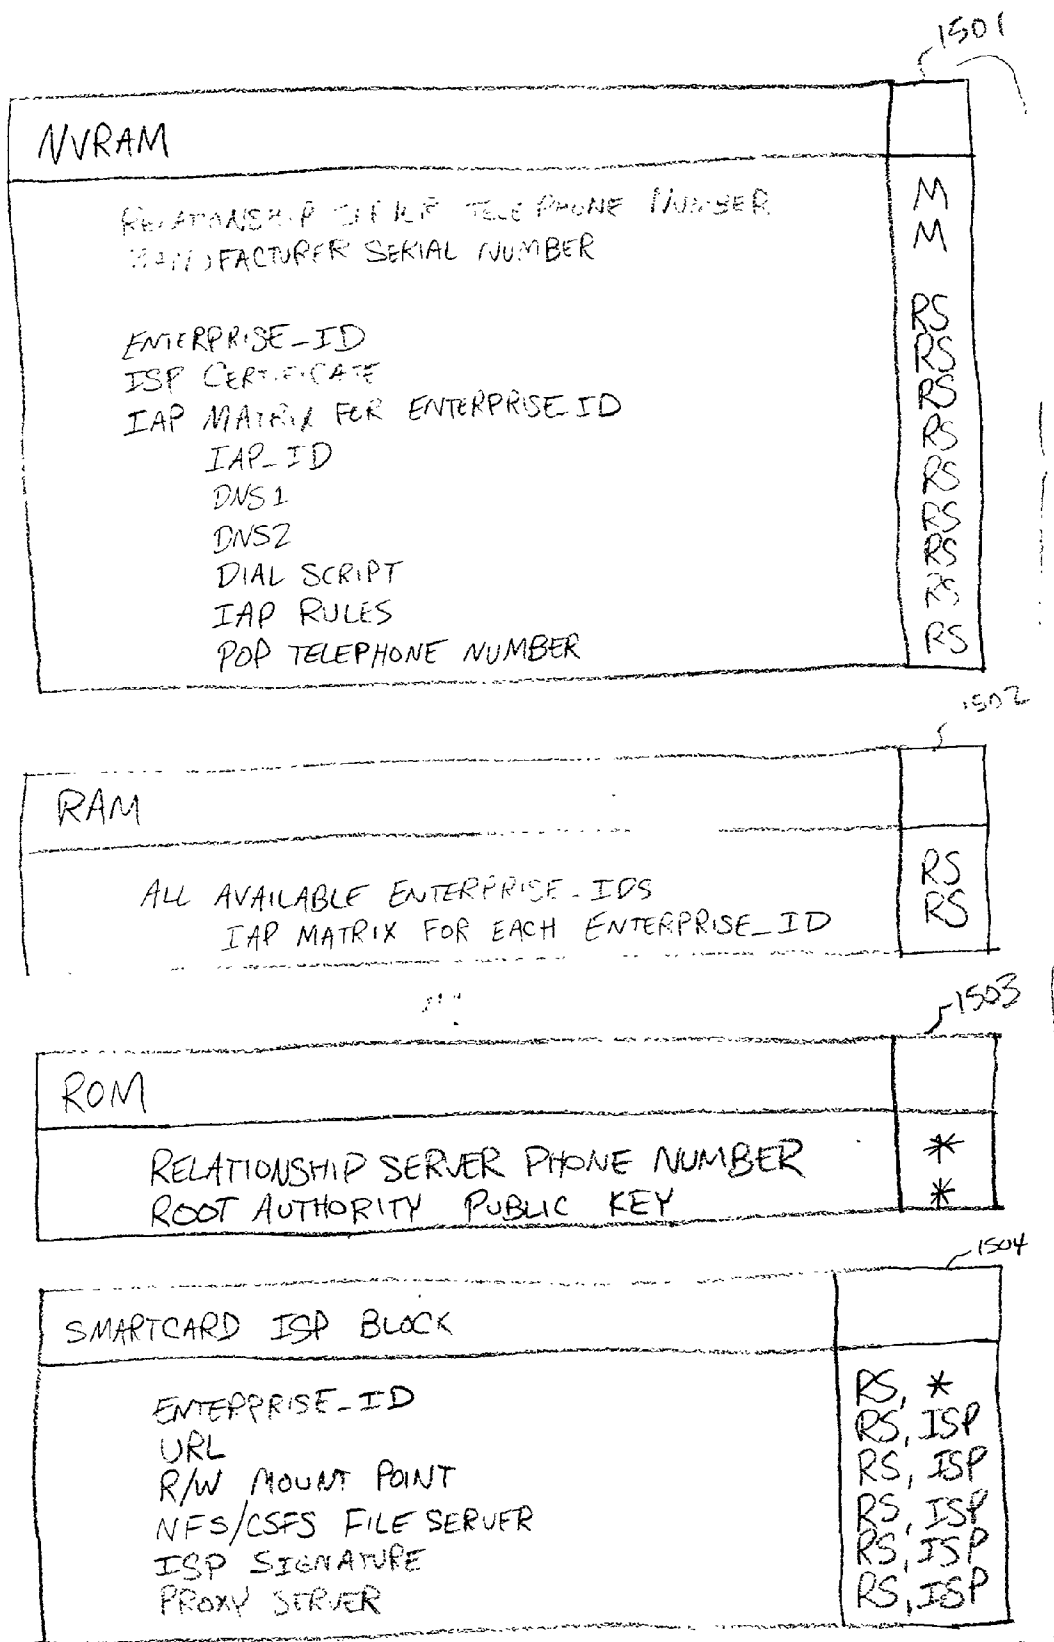 1501
NVRAM
RELATIONSHIP SERVER TELEPHONE NUMBER M
MANUFACTURER SERIAL NUMBER M
ENTERPRISE_ID RS
ISP CERTIFICATE RS
IAP MATRIX FOR ENTERPRISE_ID RS
IAP_ID RS
DNS1 RS
DNS2 RS
DIAL SCRIPT RS
IAP RULES RS
POP TELEPHONE NUMBER RS
1502
RAM
ALL AVAILABLE ENTERPRISE_IDS RS
IAP MATRIX FOR EACH ENTERPRISE_ID RS
1503
ROM
RELATIONSHIP SERVER PHONE NUMBER *
ROOT AUTHORITY PUBLIC KEY *
1504
SMARTCARD ISP BLOCK
ENTERPRISE_ID RS, *
URL RS, ISP
R/W MOUNT POINT RS, ISP
NFS/CSFS FILE SERVER RS, ISP
ISP SIGNATURE RS, ISP
PROXY SERVER RS, ISP